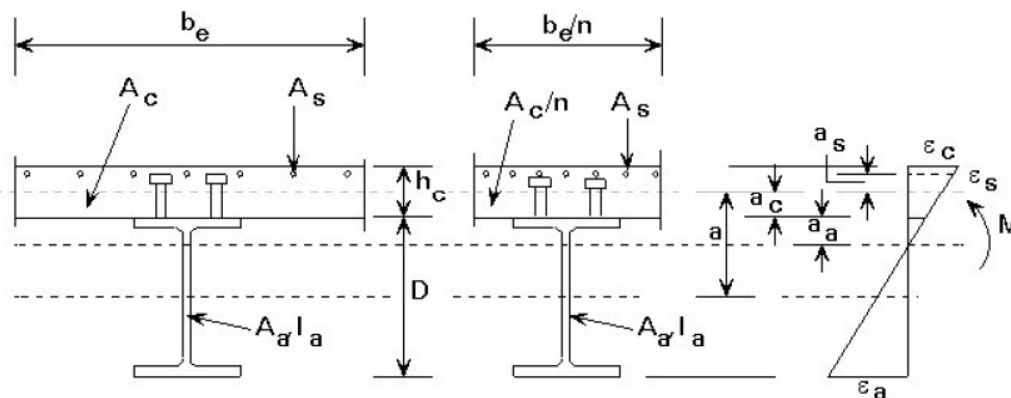 b_e
b_e/n
A_c
A_s
A_c/n
A_s
a_s
ε_c
h_c
ε_s
a_c
a
a_a
M
D
A_a, I_a
A_a, I_a
ε_a